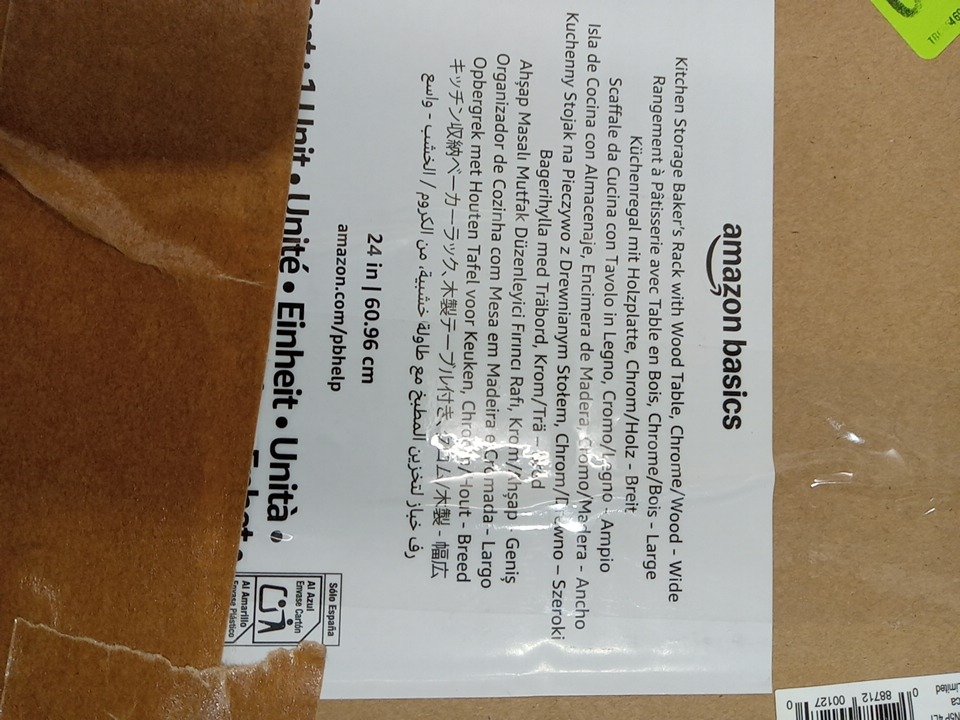 amazon basics
Kitchen Storage Baker's Rack with Wood Table, Chrome/Wood - Wide
Rangement à Pâtisserie avec Table en Bois, Chrome/Bois - Large
Küchenregal mit Holzplatte, Chrom/Holz - Breit
Scaffale da Cucina con Tavolo in Legno, Cromo/Legno - Ampio
Isla de Cocina con Almacenaje, Encimera de Madera, Cromo/Madera - Ancho
Kuchenny Stojak na Pieczywo z Drewnianym Stołem, Chrom/Drewno – Szeroki
Bagerihylla med Träbord, Krom/Trä –
Ahşap Masalı Mutfak Düzenleyici Fırıncı Rafı, Krom/Ahşap - Geniş
Organizador de Cozinha com Mesa em Madeira e Cromada - Largo
Opbergrek met Houten Tafel voor Keuken, Chroom/Hout - Breed
キッチン収納ベーカーラック、木製テーブル付き、クロム/木製 - 幅広
رف خباز لتخزين المطبخ مع طاولة خشبية، من الكروم / الخشب - واسع
24 in | 60.96 cm
amazon.com/pbhelp
1 Unit • Unité • Einheit • Unità
Sólo España
Al Azul
Envase Cartón
Al Amarillo
Envase Plástico
0 88712 00127 0
Limited